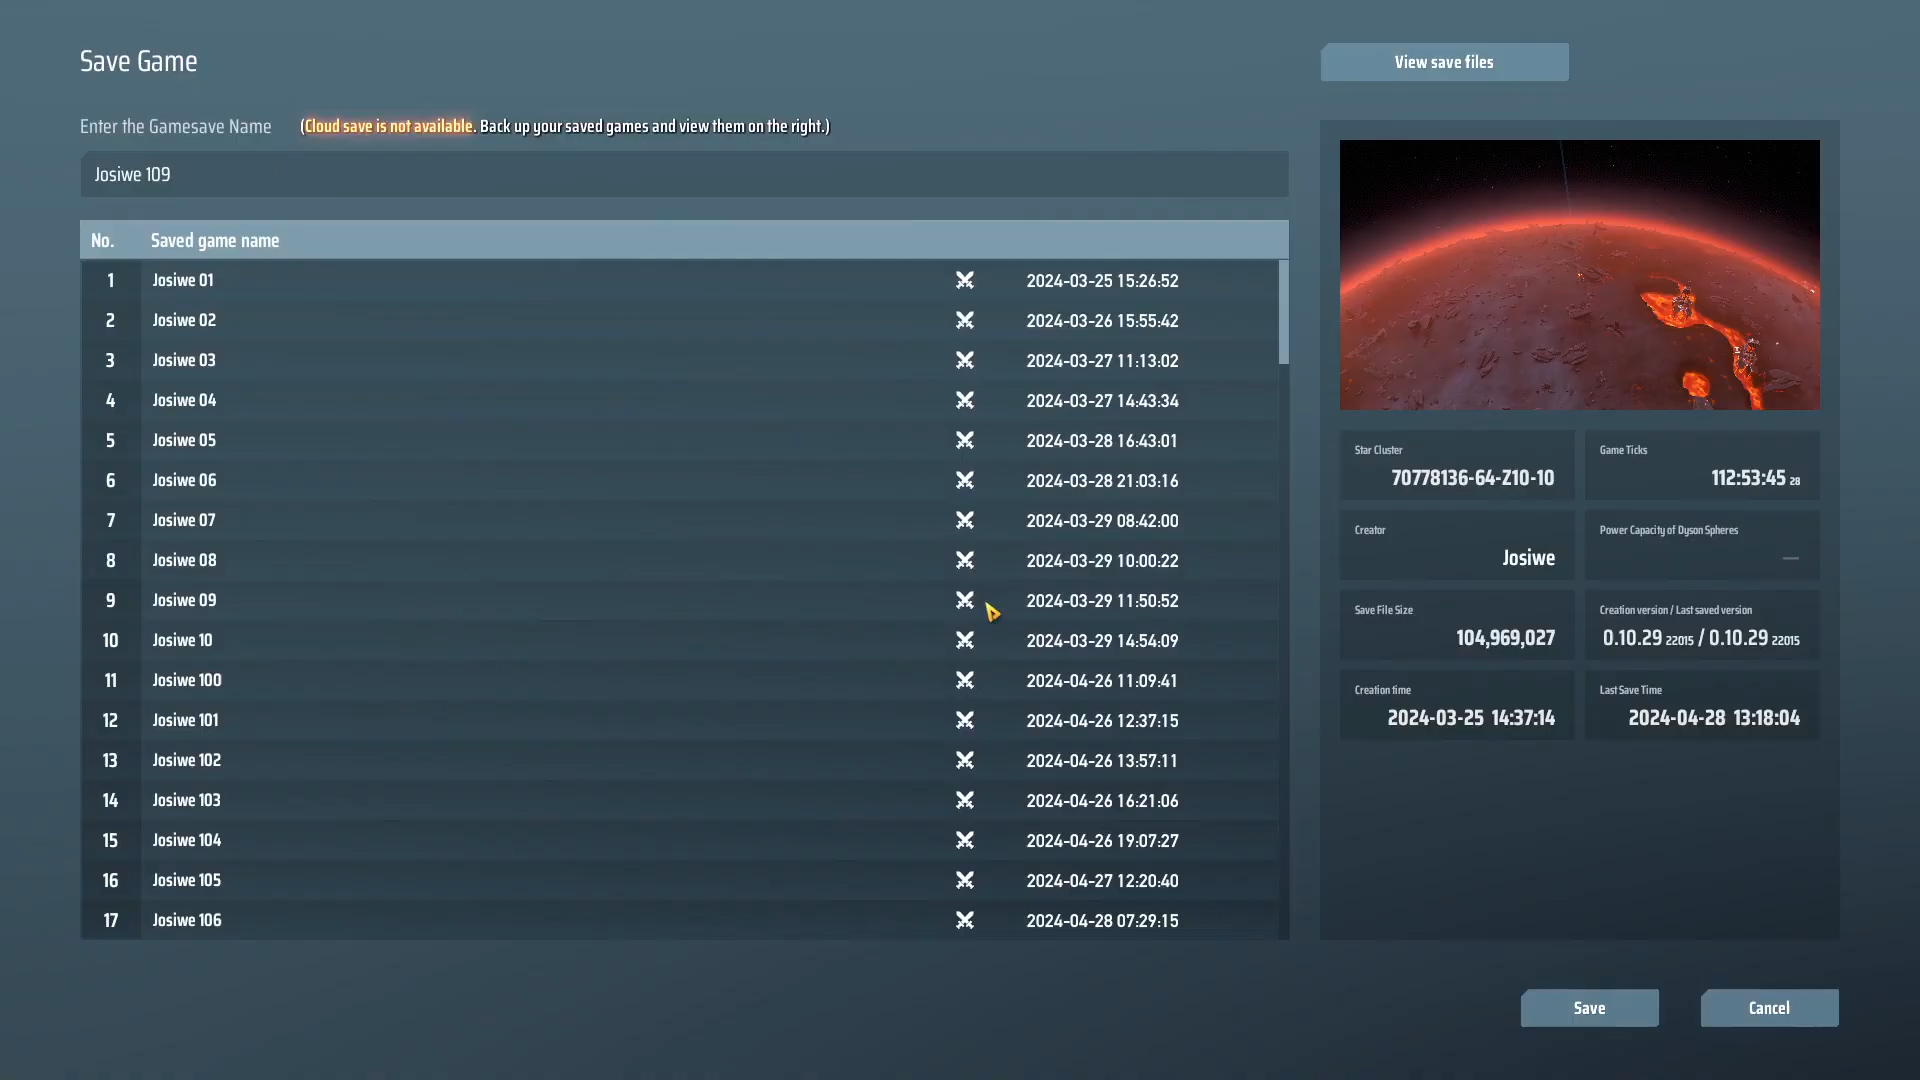 Save Game
View save files
Enter the Gamesave Name (Cloud save is not available. Back up your saved games and view them on the right.)
Josiwe 109
No. Saved game name
1 Josiwe 01 2024-03-25 15:26:52
2 Josiwe 02 2024-03-26 15:55:42
3 Josiwe 03 2024-03-27 11:13:02
4 Josiwe 04 2024-03-27 14:43:34
5 Josiwe 05 2024-03-28 16:43:01
6 Josiwe 06 2024-03-28 21:03:16
7 Josiwe 07 2024-03-29 08:42:00
8 Josiwe 08 2024-03-29 10:00:22
9 Josiwe 09 2024-03-29 11:50:52
10 Josiwe 10 2024-03-29 14:54:09
11 Josiwe 100 2024-04-26 11:09:41
12 Josiwe 101 2024-04-26 12:37:15
13 Josiwe 102 2024-04-26 13:57:11
14 Josiwe 103 2024-04-26 16:21:06
15 Josiwe 104 2024-04-26 19:07:27
16 Josiwe 105 2024-04-27 12:20:40
17 Josiwe 106 2024-04-28 07:29:15
Star Cluster
70778136-64-Z10-10
Game Ticks
112:53:45 28
Creator
Josiwe
Power Capacity of Dyson Spheres
—
Save File Size
104,969,027
Creation version / Last saved version
0.10.29 22015 / 0.10.29 22015
Creation time
2024-03-25 14:37:14
Last Save Time
2024-04-28 13:18:04
Save
Cancel